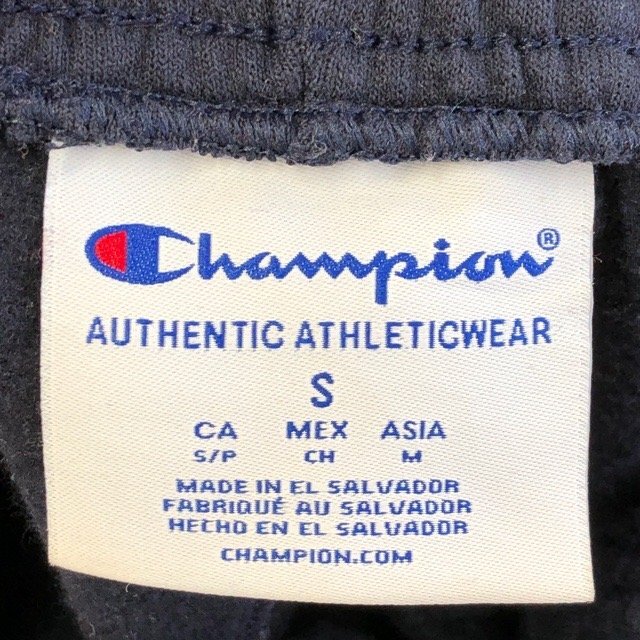 Champion®
AUTHENTIC ATHLETICWEAR
S
CA MEX ASIA
S/P CH M
MADE IN EL SALVADOR
FABRIQUÉ AU SALVADOR
HECHO EN EL SALVADOR
CHAMPION.COM